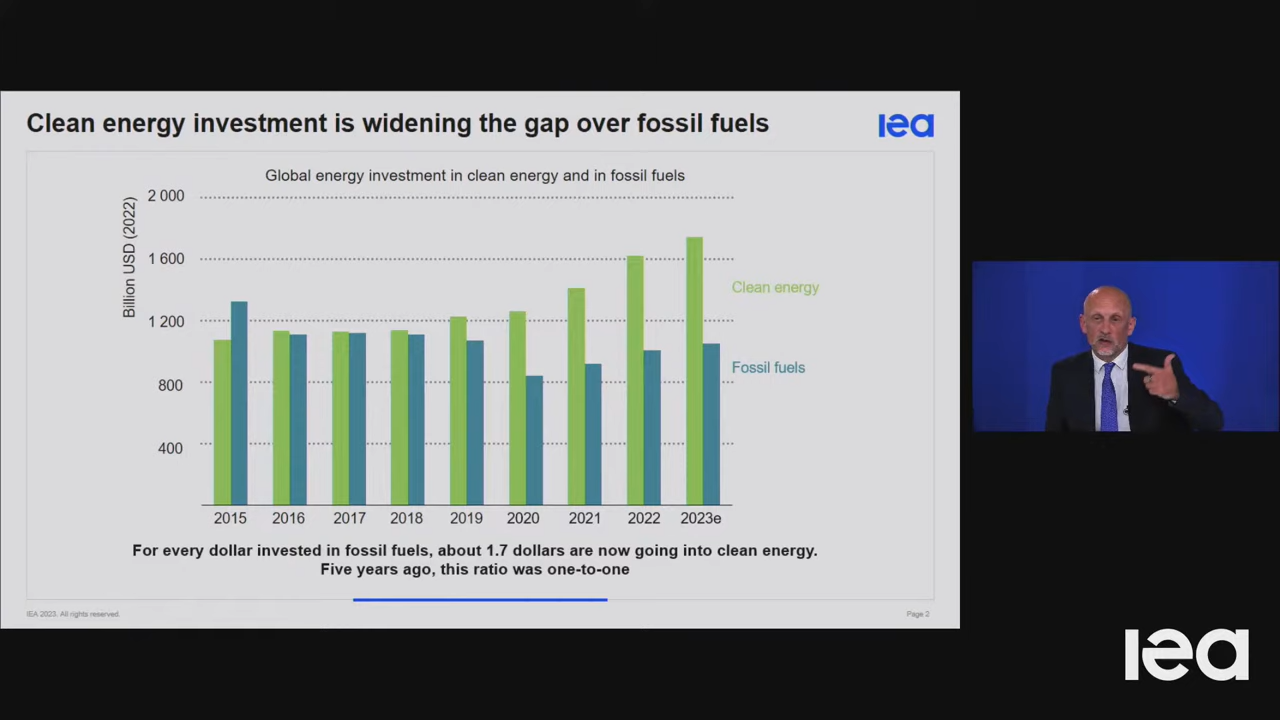 Clean energy investment is widening the gap over fossil fuels
iea
Global energy investment in clean energy and in fossil fuels
Billion USD (2022)
2 000
1 600
1 200
800
400
Clean energy
Fossil fuels
2015 2016 2017 2018 2019 2020 2021 2022 2023e
For every dollar invested in fossil fuels, about 1.7 dollars are now going into clean energy.
Five years ago, this ratio was one-to-one
IEA 2023. All rights reserved.
Page 2
iea